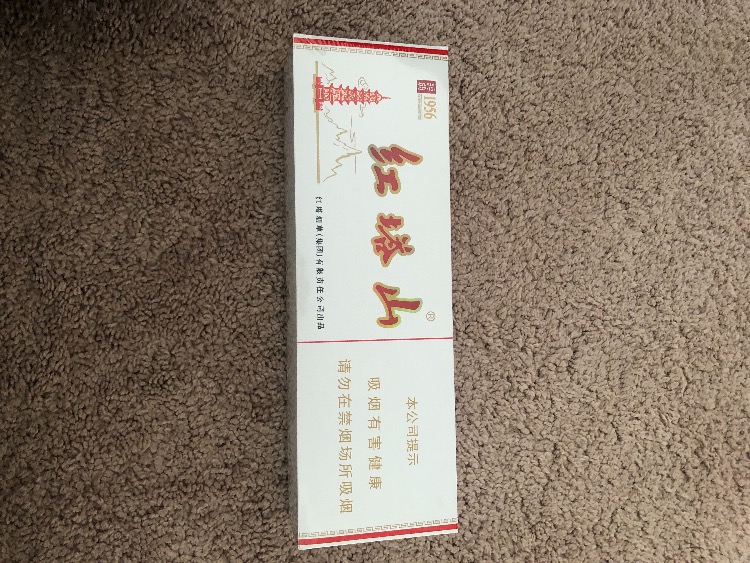 1956
红塔山®
红塔烟草(集团)有限责任公司出品
本公司提示
吸烟有害健康
请勿在禁烟场所吸烟